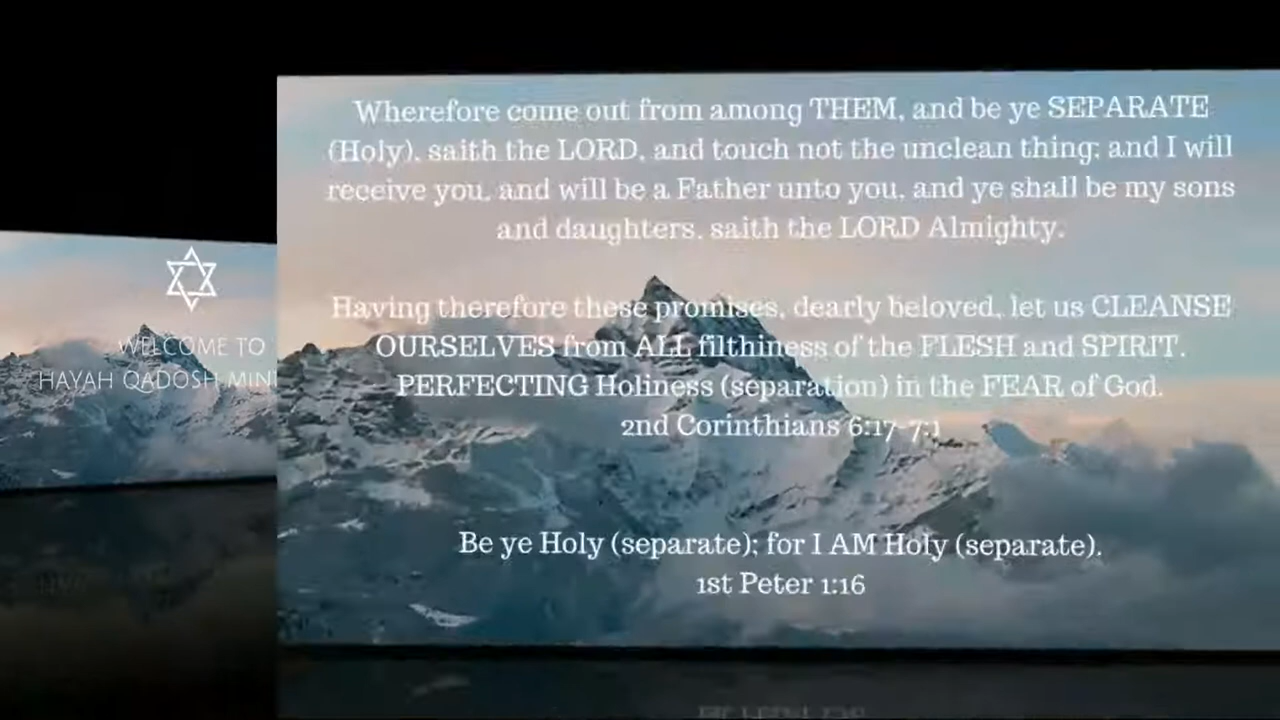 WELCOME TO
HAYAH QADOSH MIN
Wherefore come out from among THEM, and be ye SEPARATE
(Holy), saith the LORD, and touch not the unclean thing; and I will
receive you, and will be a Father unto you, and ye shall be my sons
and daughters, saith the LORD Almighty.
Having therefore these promises, dearly beloved, let us CLEANSE
OURSELVES from ALL filthiness of the FLESH and SPIRIT,
PERFECTING Holiness (separation) in the FEAR of God.
2nd Corinthians 6:17-7:1
Be ye Holy (separate); for I AM Holy (separate).
1st Peter 1:16